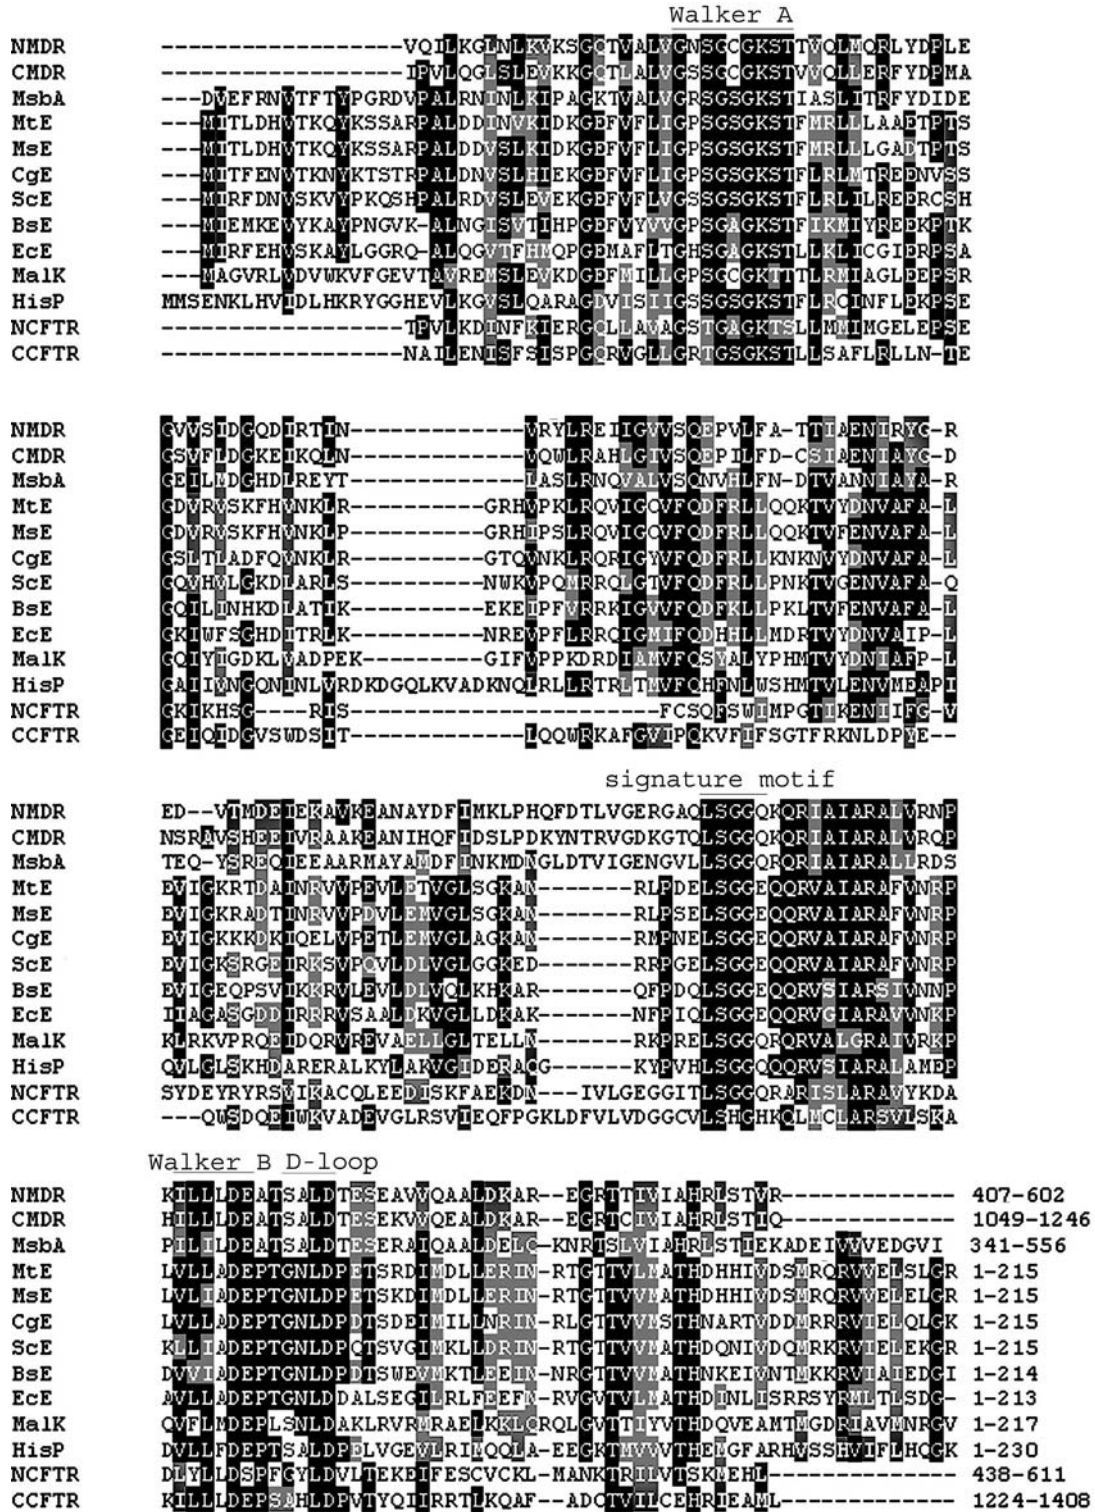 Walker A
NMDR -----------------VQILKGLNLKVKSGQTVALVGNSGCGKSTTVQLMQRLYDPLE
CMDR -----------------IPVLQGLSLEVKKGQTLALVGSSGCGKSTVVQLLERFYDPMA
MsbA ---DVEFRNVTFTYPGRDVPALRNINLKIPAGKTVALVGRSGSGKSTIASLITRFYDIDE
MtE ---MITLDHVTKQYKSSARPALDDINVKIDKGEFVFLIGPSGSGKSTFMRLLLAAETPTS
MsE ---MITLDHVTKQYKSSARPALDDVSLKIDKGEFVFLIGPSGSGKSTFMRLLLGADTPTS
CgE ---MITFENVTKNYKTSTRPALDNVSLHIEKGEFVFLIGPSGSGKSTFLRLMTREENVSS
ScE ---MIRFDNVSKVYPKQSHPALRDVSLEVEKGEFVFLVGSSGSGKSTFLRLILREERCSH
BsE ---MIEMKEVYKAYPNGVK-ALNGISVTIHPGEFVYVVGPSGAGKSTFIKMIYREEKPTK
EcE ---MIRFEHVSKAYLGGRQ-ALQGVTFHMQPGEMAFLTGHSGAGKSTLLKLICGIERPSA
MalK ---MAGVRLVDVWKVFGEVTAVREMSLEVKDGEFMILLGPSGCGKTTTLRMIAGLEEPSR
HisP MMSENKLHVIDLHKRYGGHEVLKGVSLQARAGDVISIIGSSGSGKSTFLRCINFLEKPSE
NCFTR -----------------TPVLKDINFKIERGQLLAVAGSTGAGKTSLLMMIMGELEPSE
CCFTR -----------------NAILENISFSISPGQRVGLLGRTGSGKSTLLSAFLRLLN-TE
NMDR GVVSIDGQDIRTIN------------VRYLREIIGVVSQEPVLFA-TTIAENIRYG-R
CMDR GSVFLDGKEIKQLN------------VQWLRAHLGIVSQEPILFD-CSIAENIAYG-D
MsbA GEILMDGHDLREYT------------LASLRNQVALVSQNVHLFN-DTVANNIAYA-R
MtE GDVRVSKFHVNKLR---------GRHVPKLRQVIGCVFQDFRLLQQKTVYDNVAFA-L
MsE GDVRVSKFHVNKLP---------GRHIPSLRQVIGCVFQDFRLLQQKTVFENVAFA-L
CgE GSLTLADFQVNKLR---------GTQVNKLRQRIGYVFQDFRLLKNKNVYDNVAFA-L
ScE GQVHVLGKDLARLS---------NWKVPQMRRQLGTVFQDFRLLPNKTVGENVAFA-Q
BsE GQILINHKDLATIK---------EKEIPFVRRKIGVVFQDFKLLPKLTVFENVAFA-L
EcE GKIWFSGHDITRLK---------NREVPFLRRQIGMIFQDHHLLMDRTVYDNVAIP-L
MalK GQIYIGDKLVADPEK--------GIFVPPKDRDIAMVFQSYALYPHMTVYDNIAFP-L
HisP GAIIVNGQNINLVRDKDGQLKVADKNQLRLLRTRLTMVFQHFNLWSHMTVLENVMEAPI
NCFTR GKIKHSG----RIS---------------------FCSQFSWIMPGTIKENIIFG-V
CCFTR GEIQIDGVSWDSIT------------LQQWRKAFGVIPQKVFIFSGTFRKNLDPYE--
signature motif
NMDR ED--VTMDEIEKAVKEANAYDFIMKLPHQFDTLVGERGAQLSGGQKQRIAIARALVRNP
CMDR NSRAVSHEEIVRAAKEANIHQFIDSLPDKYNTRVGDKGTQLSGGQKQRIAIARALVRQP
MsbA TEQ-YSREQIEEAARMAYAMDFINKMDNGLDTVIGENGVLLSGGQRQRIAIARALLRDS
MtE EVIGKRTDAINRVVPEVLETVGLSGKAN-------RLPDELSGGEQQRVAIARAFVNRP
MsE EVIGKRADTINRVVPDVLEMVGLSGKAN-------RLPSELSGGEQQRVAIARAFVNRP
CgE EVIGKKKDKIQELVPETLEMVGLAGKAN-------RMPNELSGGEQQRVAIARAFVNRP
ScE EVIGKSRGEIRKSVPQVLDLVGLGGKED-------RRPGELSGGEQQRVAIARAFVNRP
BsE EVIGEQPSVIKKRVLEVLDLVQLKHKAR-------QFPDQLSGGEQQRVSIARSIVNNP
EcE IIAGASGDDIRRRVSAALDKVGLLDKAK-------NFPIQLSGGEQQRVGIARAVVNKP
MalK KLRKVPRQEIDQRVREVAELLGLTELLN-------RKPRELSGGQRQRVALGRAIVRKP
HisP QVLGLSKHDARERALKYLAKVGIDERACG------KYPVHLSGGQQQRVSIARALAMEP
NCFTR SYDEYRYRSVIKACQLEEDISKFAEKDN---IVLGEGGITLSGGQRARISLARAVYKDA
CCFTR ---QWSDQEIWKVADEVGLRSVIEQFPGKLDFVLVDGGCVLSHGHKQLMCLARSVLSKA
Walker B D-loop
NMDR KILLLDEATSALDTESEAVVQAALDKAR--EGRTTIVIAHRLSTVR------------ 407-602
CMDR HILLLDEATSALDTESEKVVQEALDKAR--EGRTCIVIAHRLSTIQ------------ 1049-1246
MsbA PILILDEATSALDTESERAIQAALDELQ-KNRTSLVIAHRLSTIEKADEIVVVEDGVI 341-556
MtE LVLLADEPTGNLDPETSRDIMDLLERIN-RTGTTVLMATHDHHIVDSMRQRVVELSLGR 1-215
MsE LVLIADEPTGNLDPETSKDIMDLLERIN-RTGTTVVMATHDHHIVDSMRQRVVELELGR 1-215
CgE LVLLADEPTGNLDPDTSDEIMILLNRIN-RLGTTVVMSTHNARTVDDMRRRVIELQLGK 1-215
ScE KLLIADEPTGNLDPQTSVGIMKLLDRIN-RTGTTVVMATHDQNIVDQMRKRVIELEKGR 1-215
BsE DVVIADEPTGNLDPDTSWEVMKTLEEIN-NRGTTVVMATHNKEIVNTMKKRVIAIEDGI 1-214
EcE AVLLADEPTGNLDDALSEGILRLFEEFN-RVGVTVLMATHDINLISRRSYRMLTLSDG- 1-213
MalK QVFLMDEPLSNLDAKLRVRMRAELKKLQRQLGVTTIYVTHDQVEAMTMGDRIAVMNRGV 1-217
HisP DVLLFDEPTSALDPELVGEVLRIMQQLA-EEGKTMVVVTHEMGFARHVSSHVIFLHQGK 1-230
NCFTR DLYLLDSPFGYLDVLTEKEIFESCVCKL-MANKTRILVTSKMEHL------------- 438-611
CCFTR KILLLDEPSAHLDPVTYQIIRRTLKQAF--ADCTVILCEHRIEAML------------ 1224-1408